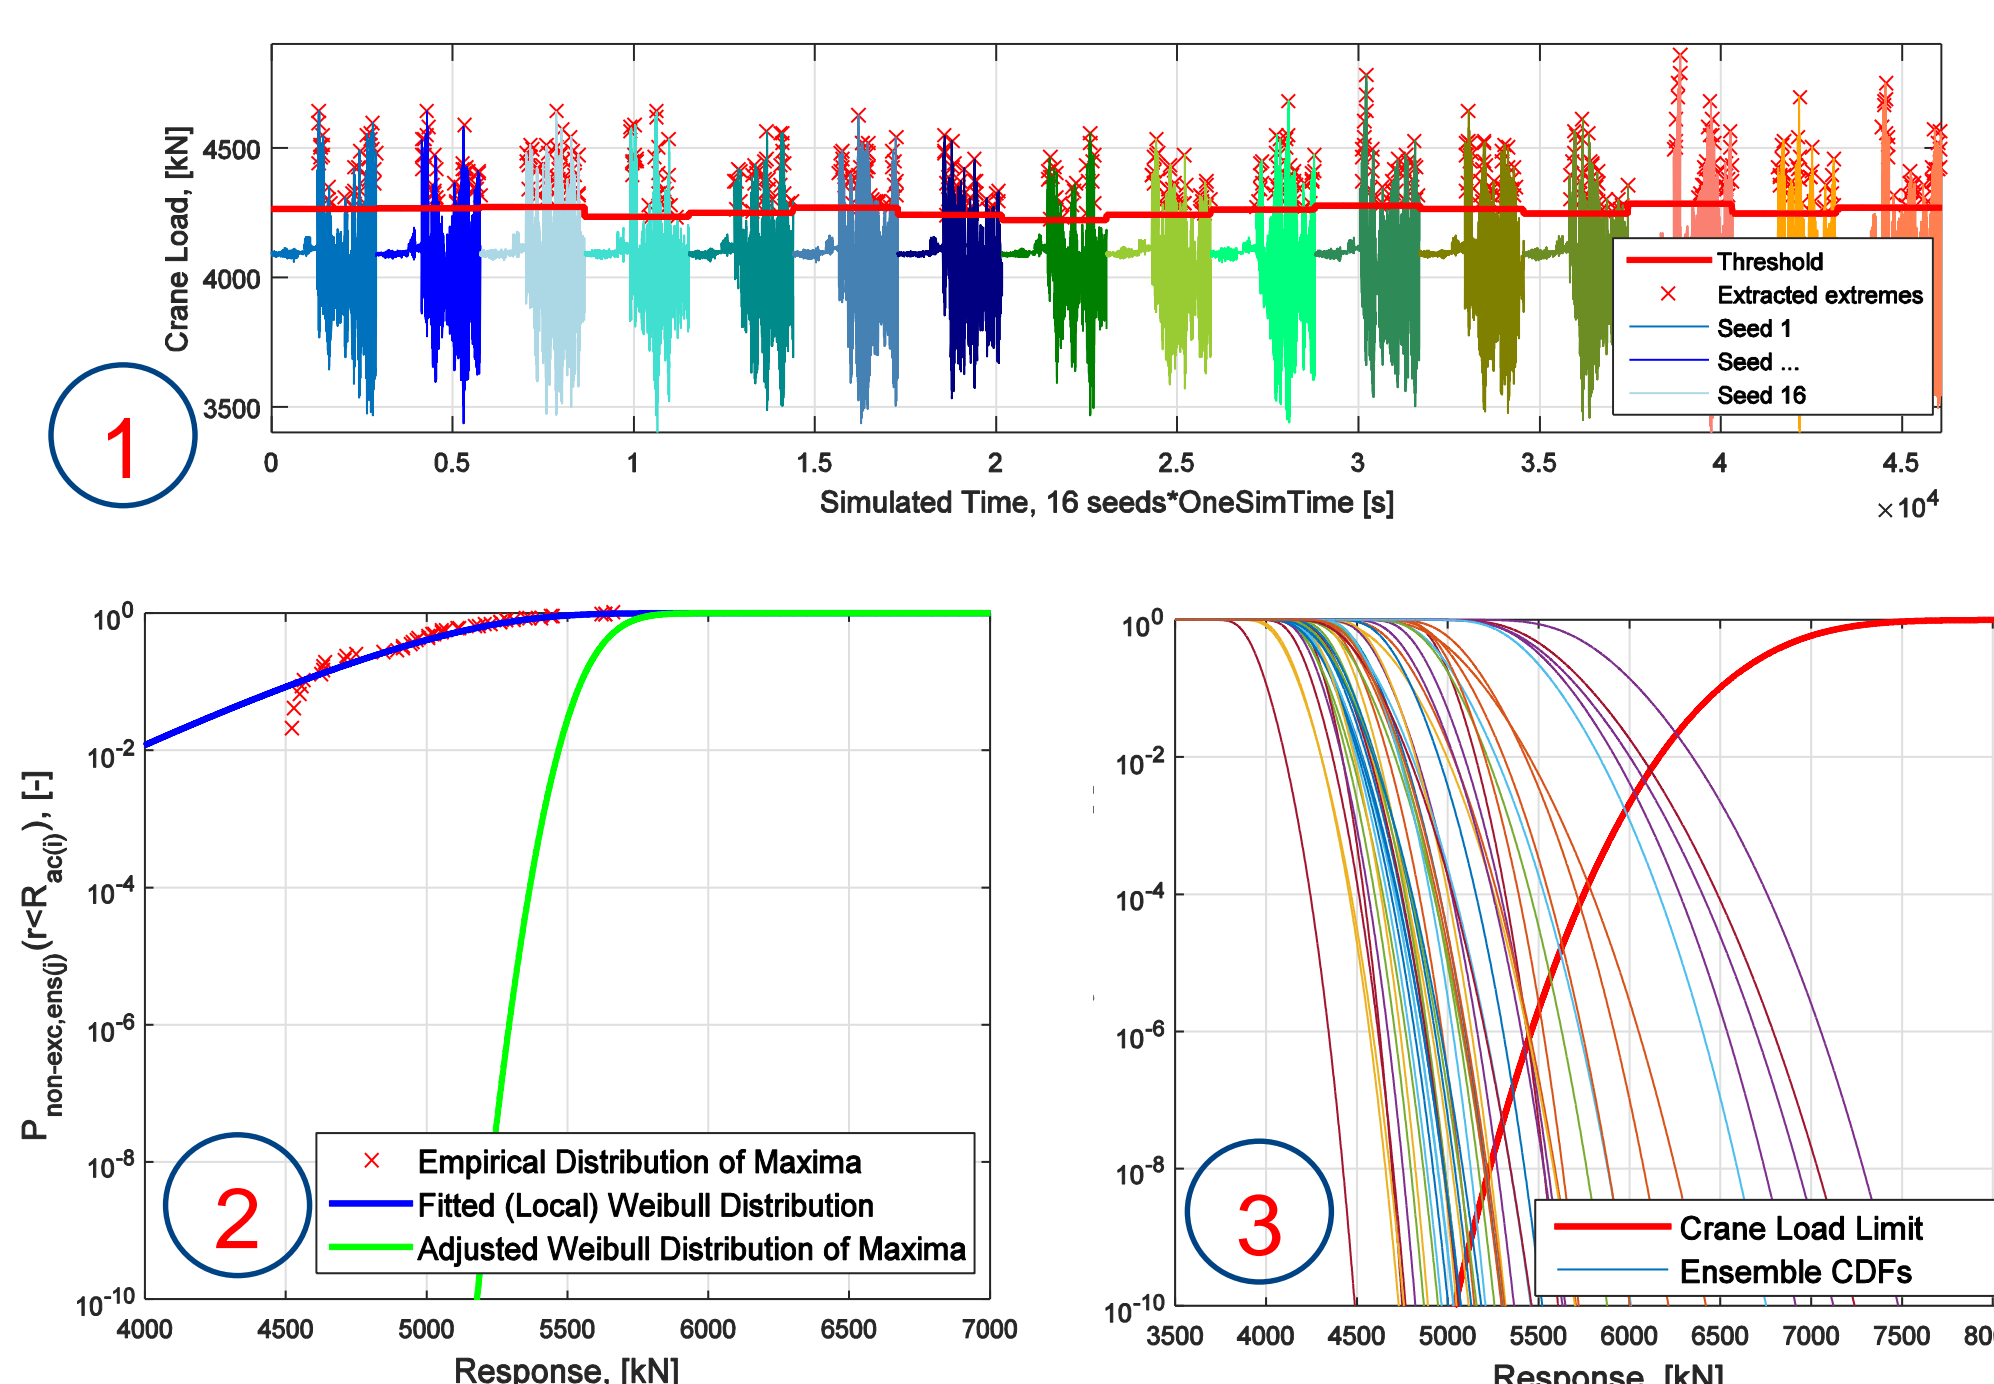 4500
4000
3500
Crane Load, [kN]
Threshold
Extracted extremes
Seed 1
Seed ...
Seed 16
1
0 0.5 1 1.5 2 2.5 3 3.5 4 4.5
Simulated Time, 16 seeds*OneSimTime [s]
×10^4
10^0
10^-2
10^-4
10^-6
10^-8
10^-10
P_non-exc,ens(j)(r<R_ac(i)), [-]
2
Empirical Distribution of Maxima
Fitted (Local) Weibull Distribution
Adjusted Weibull Distribution of Maxima
4000 4500 5000 5500 6000 6500 7000
Response, [kN]
10^0
10^-2
10^-4
10^-6
10^-8
10^-10
3
Crane Load Limit
Ensemble CDFs
3500 4000 4500 5000 5500 6000 6500 7000 7500 800
Response, [kN]